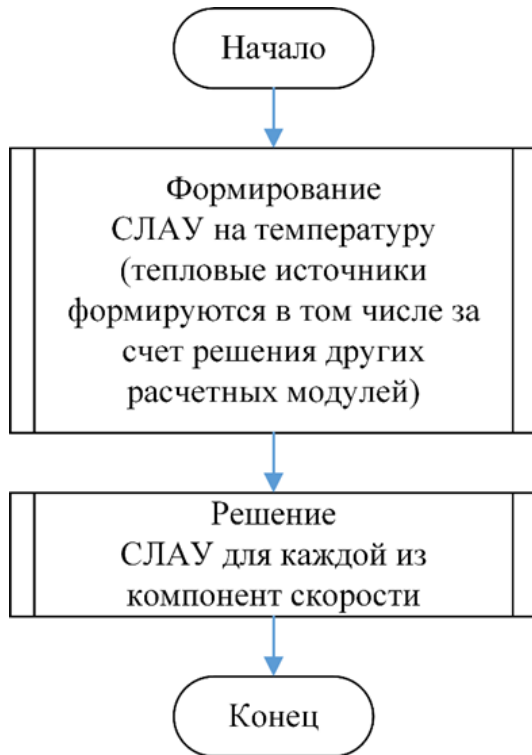 Начало
Формирование
СЛАУ на температуру
(тепловые источники
формируются в том числе за
счет решения других
расчетных модулей)
Решение
СЛАУ для каждой из
компонент скорости
Конец